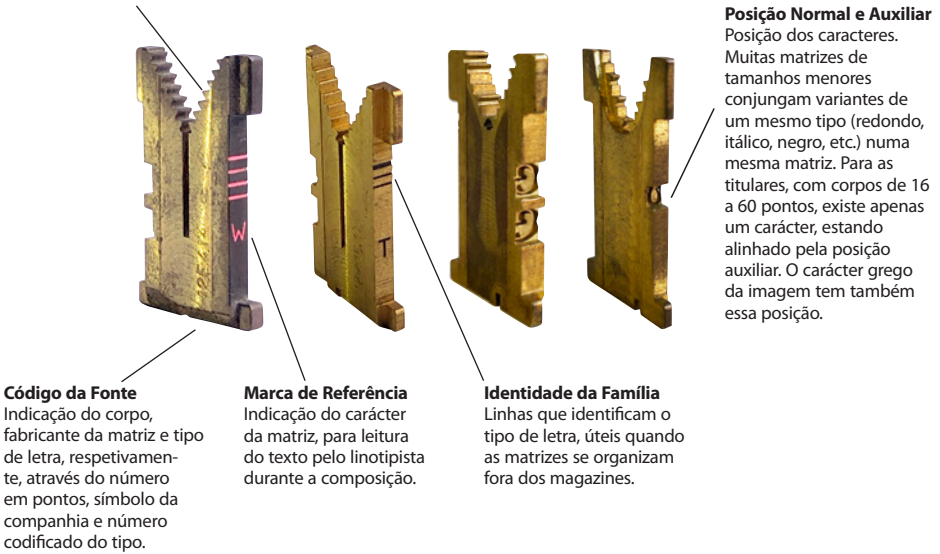 Posição Normal e Auxiliar
Posição dos caracteres.
Muitas matrizes de
tamanhos menores
conjungam variantes de
um mesmo tipo (redondo,
itálico, negro, etc.) numa
mesma matriz. Para as
titulares, com corpos de 16
a 60 pontos, existe apenas
um carácter, estando
alinhado pela posição
auxiliar. O carácter grego
da imagem tem também
essa posição.
W
T
Código da Fonte
Indicação do corpo,
fabricante da matriz e tipo
de letra, respetivamen-
te, através do número
em pontos, símbolo da
companhia e número
codificado do tipo.
Marca de Referência
Indicação do carácter
da matriz, para leitura
do texto pelo linotipista
durante a composição.
Identidade da Família
Linhas que identificam o
tipo de letra, úteis quando
as matrizes se organizam
fora dos magazines.